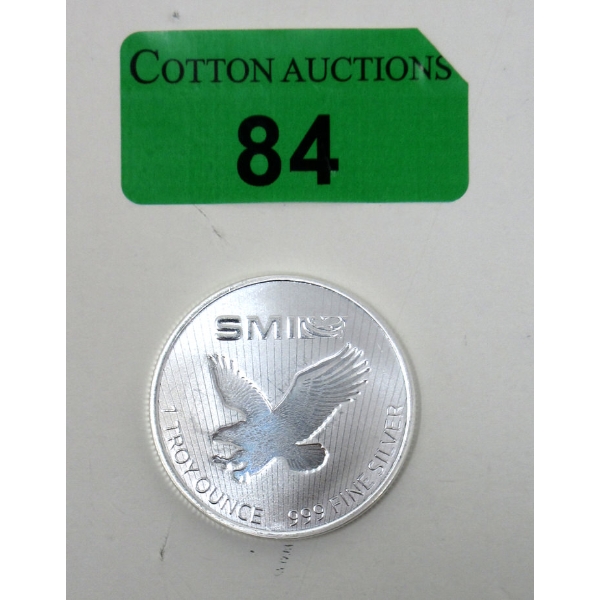 COTTON AUCTIONS
84
SMI
1 TROY OUNCE .999 FINE SILVER